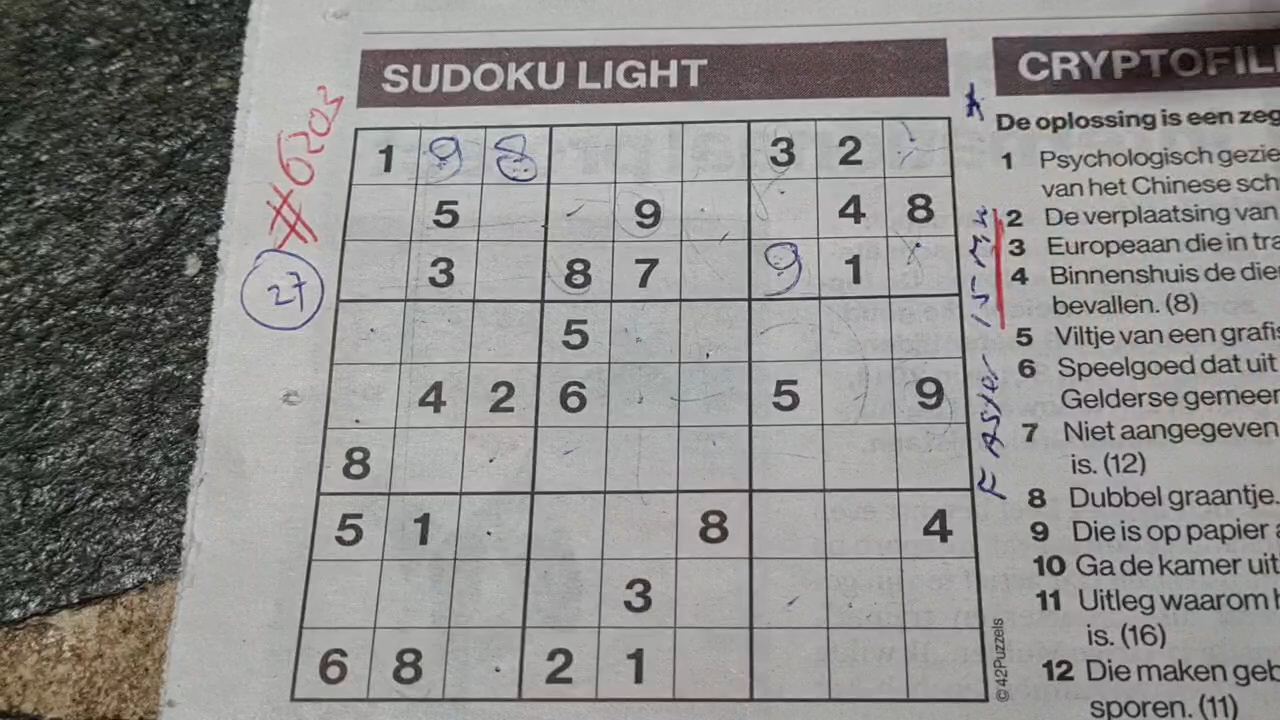 SUDOKU LIGHT
1 9 8 3 2
5 9 4 8
3 8 7 9 1
5
4 2 6 5 9
8
5 1 8 4
3
6 8 2 1
©42Puzzels
#6203
27
FASTER 15 Min
*
CRYPTOFIL
De oplossing is een zeg
1 Psychologisch gezie
van het Chinese sch
2 De verplaatsing van
3 Europeaan die in tra
4 Binnenshuis de die
bevallen. (8)
5 Viltje van een grafis
6 Speelgoed dat uit
Gelderse gemeer
7 Niet aangegeven
is. (12)
8 Dubbel graantje.
9 Die is op papier a
10 Ga de kamer uit
11 Uitleg waarom h
is. (16)
12 Die maken geb
sporen. (11)